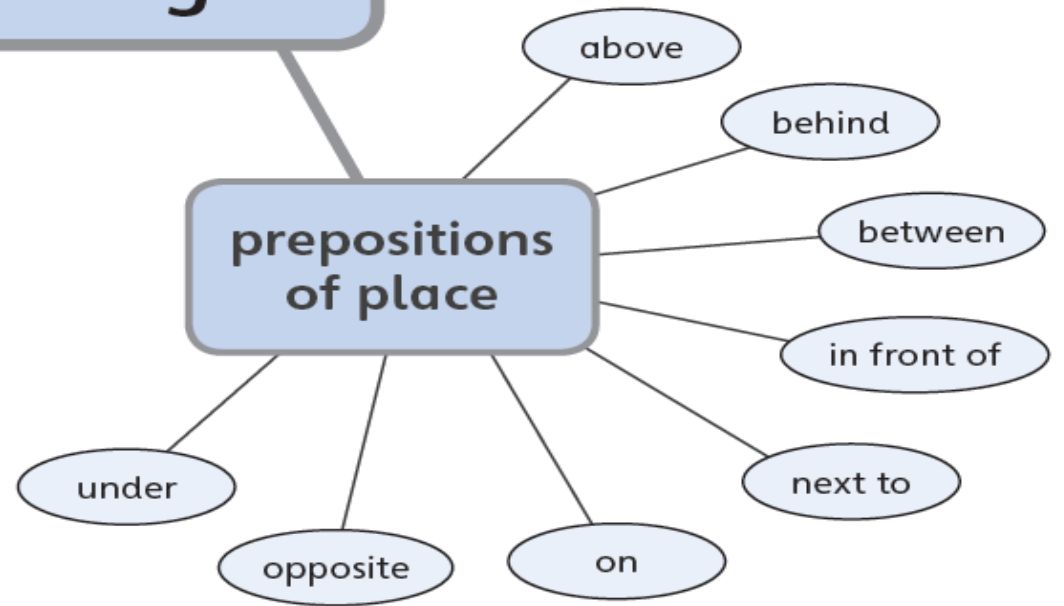 above
behind
prepositions
of place
between
in front of
next to
under
opposite
on